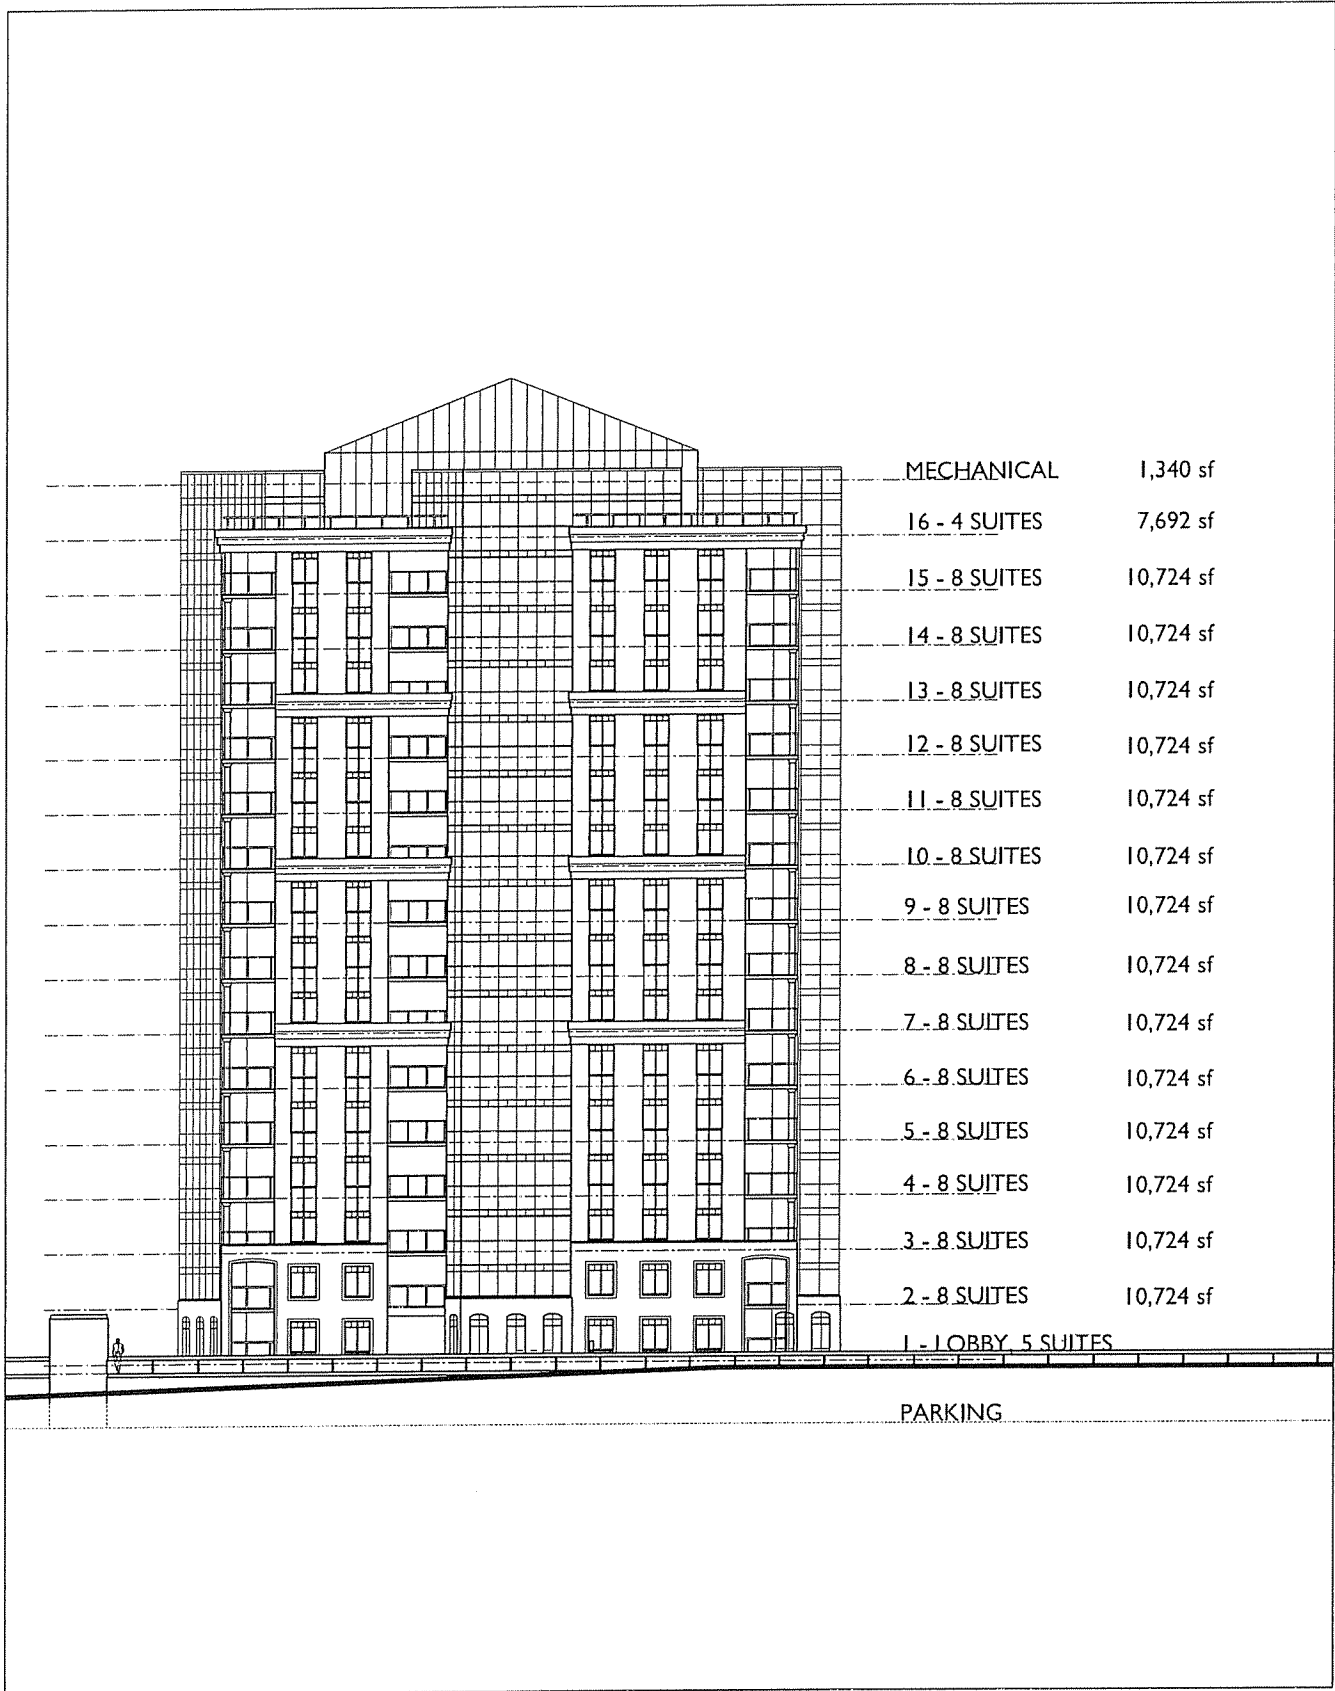 MECHANICAL 1,340 sf
16 - 4 SUITES 7,692 sf
15 - 8 SUITES 10,724 sf
14 - 8 SUITES 10,724 sf
13 - 8 SUITES 10,724 sf
12 - 8 SUITES 10,724 sf
11 - 8 SUITES 10,724 sf
10 - 8 SUITES 10,724 sf
9 - 8 SUITES 10,724 sf
8 - 8 SUITES 10,724 sf
7 - 8 SUITES 10,724 sf
6 - 8 SUITES 10,724 sf
5 - 8 SUITES 10,724 sf
4 - 8 SUITES 10,724 sf
3 - 8 SUITES 10,724 sf
2 - 8 SUITES 10,724 sf
1 - LOBBY, 5 SUITES
PARKING